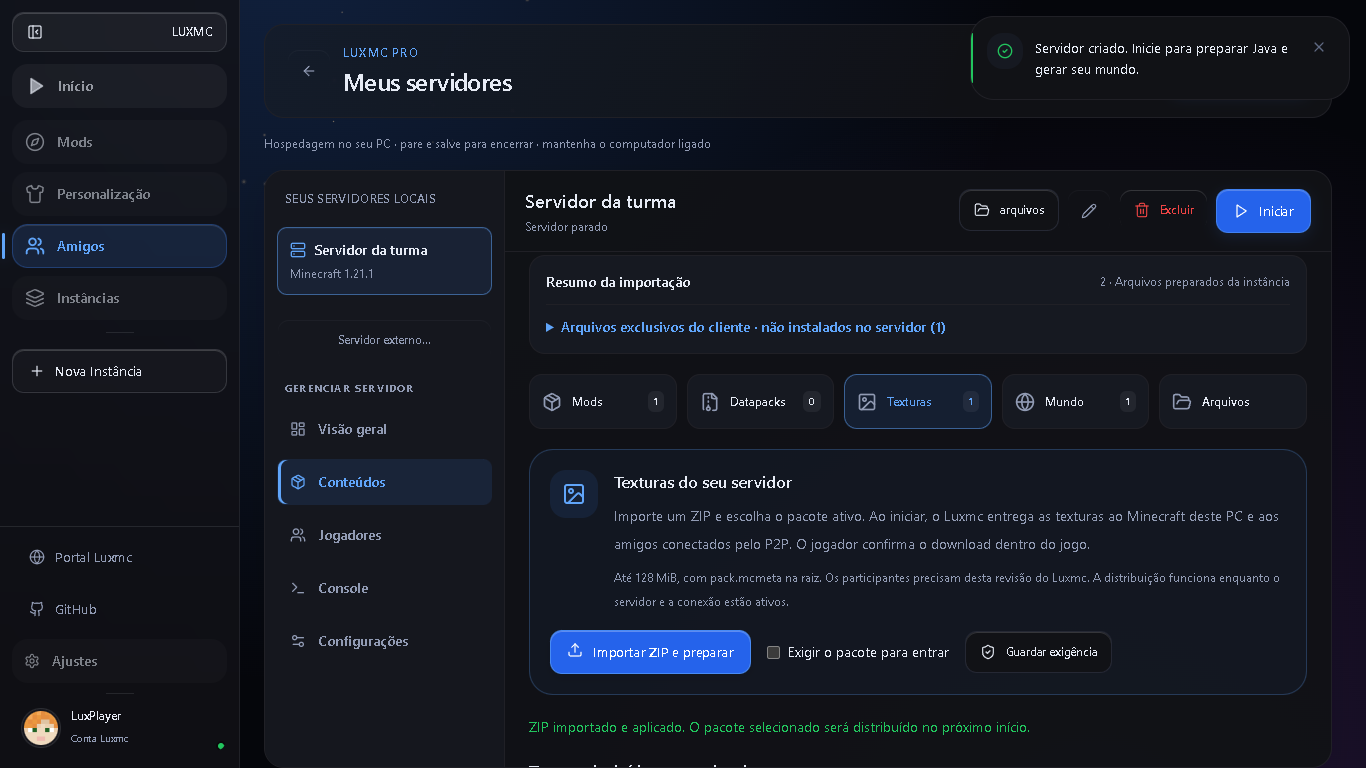 LUXMC
Início
Mods
Personalização
Amigos
Instâncias
Nova Instância
Portal Luxmc
GitHub
Ajustes
LuxPlayer
Conta Luxmc
LUXMC PRO
Meus servidores
Servidor criado. Inicie para preparar Java e
gerar seu mundo.
Hospedagem no seu PC · pare e salve para encerrar · mantenha o computador ligado
SEUS SERVIDORES LOCAIS
Servidor da turma
Minecraft 1.21.1
Servidor externo...
GERENCIAR SERVIDOR
Visão geral
Conteúdos
Jogadores
Console
Configurações
Servidor da turma
Servidor parado
arquivos
Excluir
Iniciar
Resumo da importação
2 · Arquivos preparados da instância
Arquivos exclusivos do cliente · não instalados no servidor (1)
Mods 1
Datapacks 0
Texturas 1
Mundo 1
Arquivos
Texturas do seu servidor
Importe um ZIP e escolha o pacote ativo. Ao iniciar, o Luxmc entrega as texturas ao Minecraft deste PC e aos
amigos conectados pelo P2P. O jogador confirma o download dentro do jogo.
Até 128 MiB, com pack.mcmeta na raiz. Os participantes precisam desta revisão do Luxmc. A distribuição funciona enquanto o
servidor e a conexão estão ativos.
Importar ZIP e preparar
Exigir o pacote para entrar
Guardar exigência
ZIP importado e aplicado. O pacote selecionado será distribuído no próximo início.